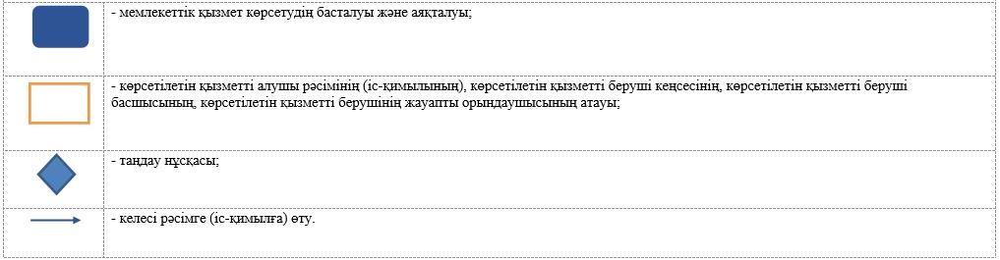 - мемлекеттік қызмет көрсетудің басталуы және аяқталуы;
- көрсетілетін қызметті алушы рәсімінің (іс-қимылының), көрсетілетін қызметті беруші кеңсесінің, көрсетілетін қызметті беруші
басшысының, көрсетілетін қызметті берушінің жауапты орындаушысының атауы;
- таңдау нұсқасы;
- келесі рәсімге (іс-қимылға) өту.